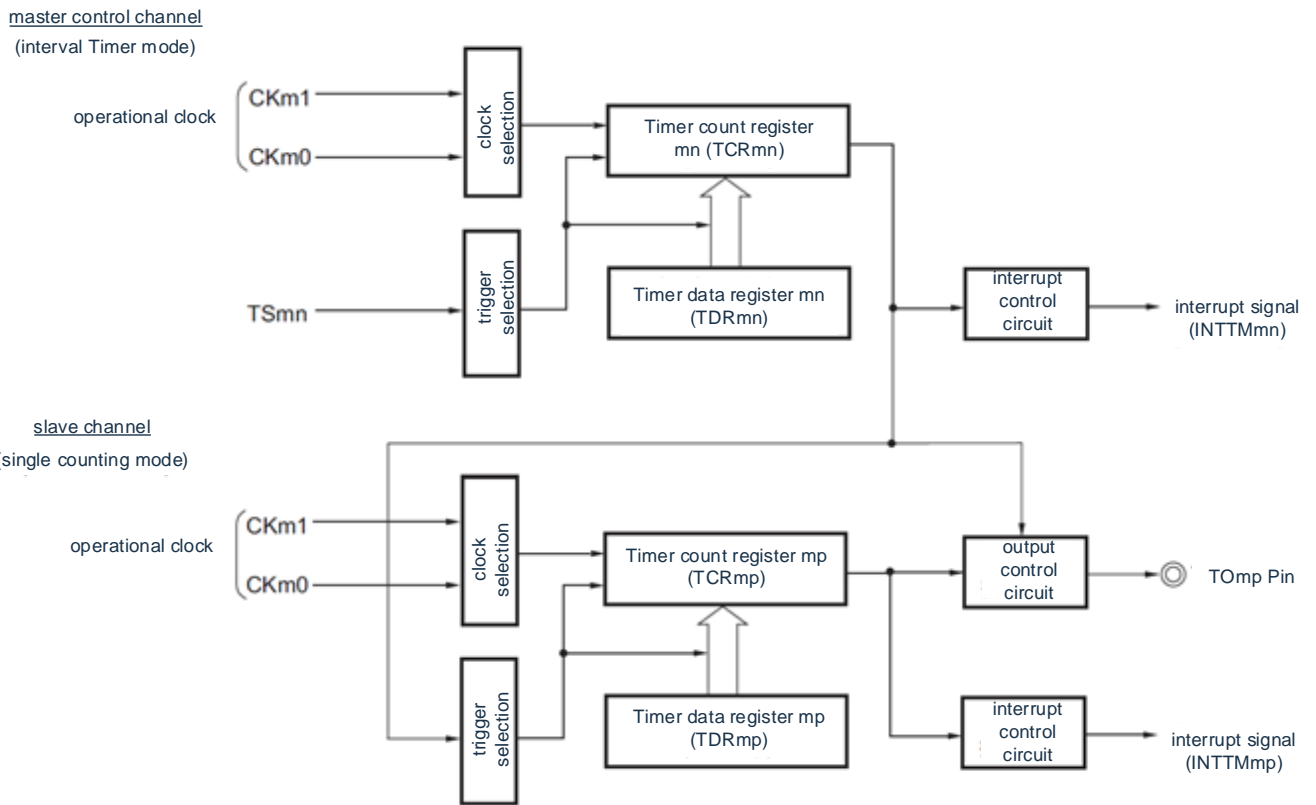 master control channel
(interval Timer mode)
operational clock
CKm1
CKm0
clock
selection
Timer count register
mn (TCRmn)
TSmn
trigger
selection
Timer data register mn
(TDRmn)
interrupt
control
circuit
interrupt signal
(INTTMmn)
slave channel
(single counting mode)
operational clock
CKm1
CKm0
clock
selection
Timer count register mp
(TCRmp)
output
control
circuit
TOmp Pin
trigger
selection
Timer data register mp
(TDRmp)
interrupt
control
circuit
interrupt signal
(INTTMmp)